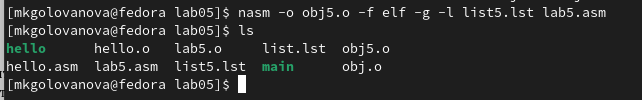 [mkgolovanova@fedora lab05]$ nasm -o obj5.o -f elf -g -l list5.lst lab5.asm
[mkgolovanova@fedora lab05]$ ls
hello hello.o lab5.o list.lst obj5.o
hello.asm lab5.asm list5.lst main obj.o
[mkgolovanova@fedora lab05]$